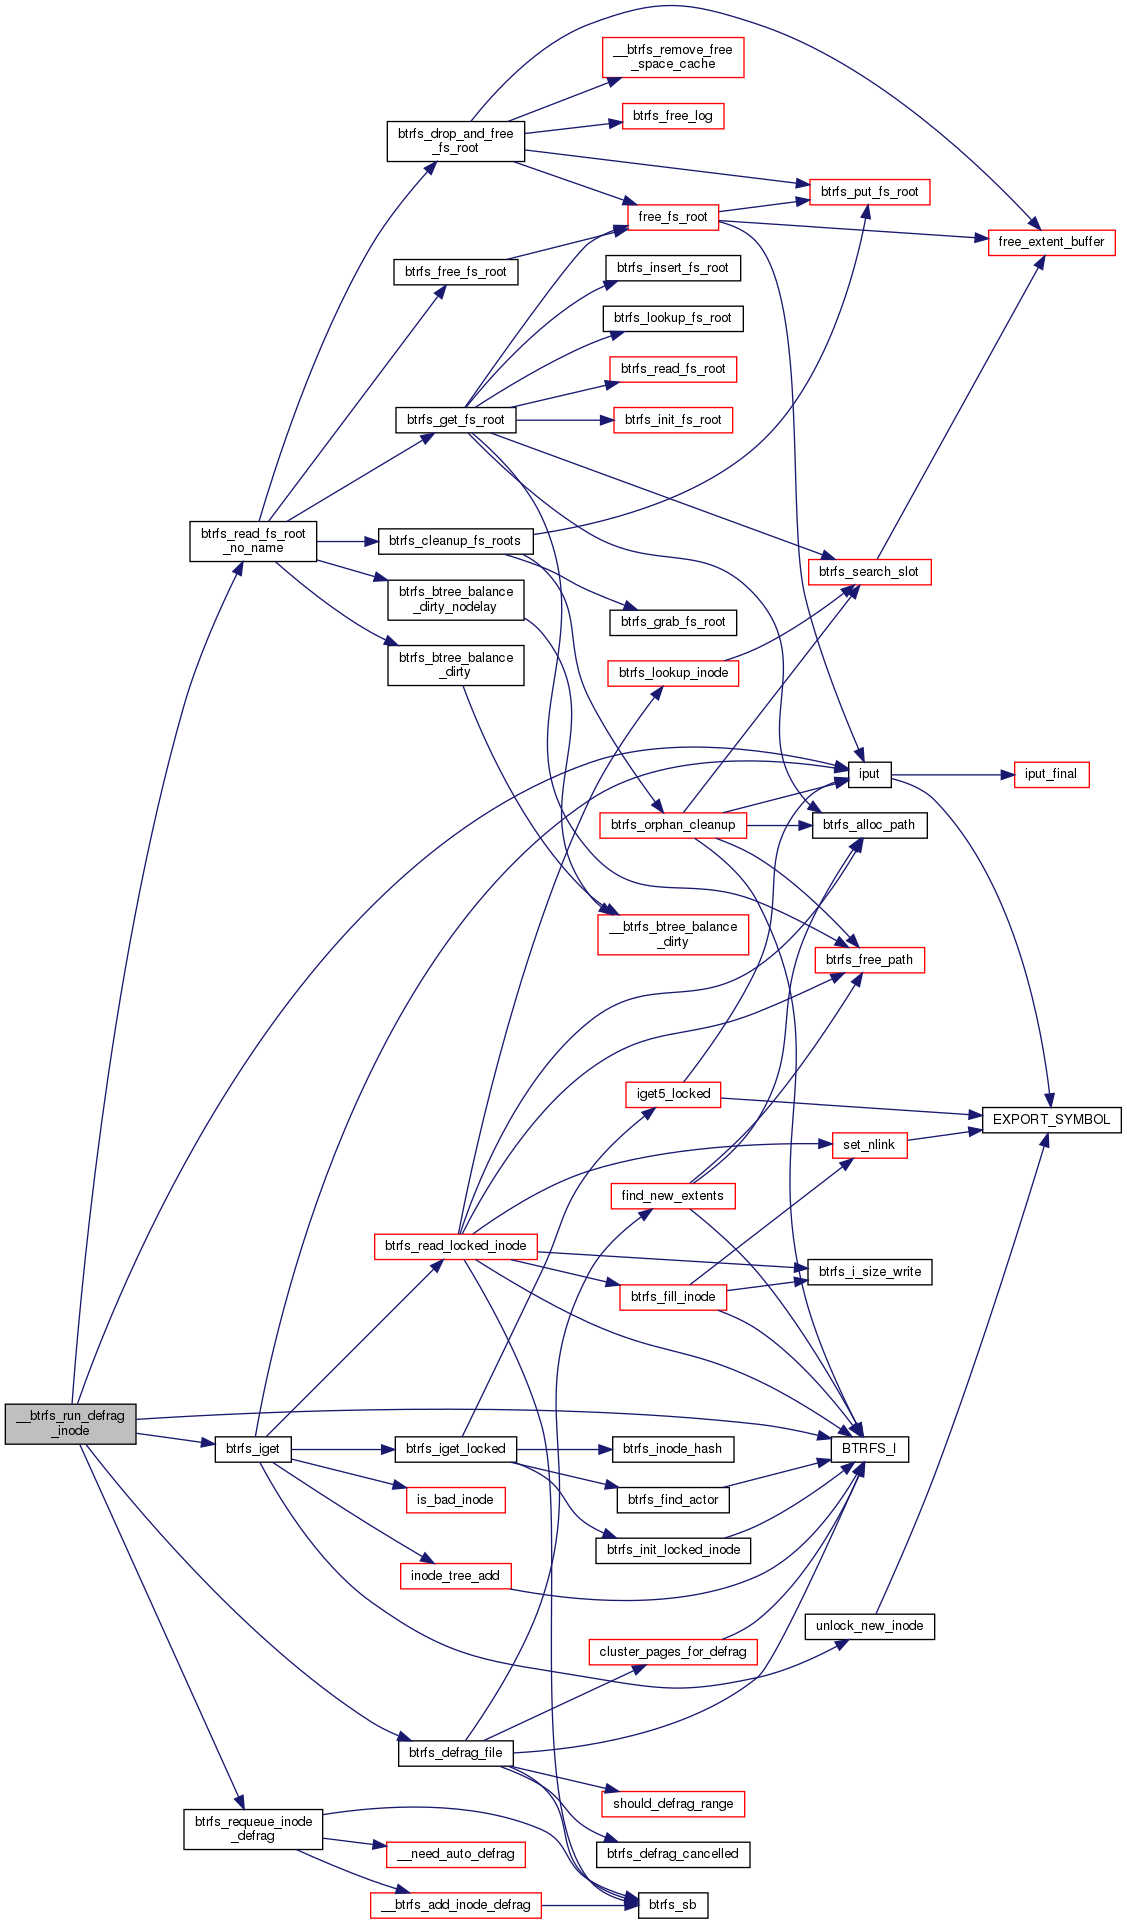 __btrfs_remove_free
_space_cache
btrfs_free_log
btrfs_drop_and_free
_fs_root
btrfs_put_fs_root
free_fs_root
free_extent_buffer
btrfs_free_fs_root
btrfs_insert_fs_root
btrfs_lookup_fs_root
btrfs_read_fs_root
btrfs_get_fs_root
btrfs_init_fs_root
btrfs_read_fs_root
_no_name
btrfs_cleanup_fs_roots
btrfs_search_slot
btrfs_btree_balance
_dirty_nodelay
btrfs_grab_fs_root
btrfs_btree_balance
_dirty
btrfs_lookup_inode
iput
iput_final
btrfs_orphan_cleanup
btrfs_alloc_path
__btrfs_btree_balance
_dirty
btrfs_free_path
iget5_locked
EXPORT_SYMBOL
set_nlink
find_new_extents
btrfs_read_locked_inode
btrfs_i_size_write
btrfs_fill_inode
__btrfs_run_defrag
_inode
btrfs_iget
btrfs_iget_locked
btrfs_inode_hash
BTRFS_I
is_bad_inode
btrfs_find_actor
btrfs_init_locked_inode
inode_tree_add
unlock_new_inode
cluster_pages_for_defrag
btrfs_defrag_file
should_defrag_range
btrfs_requeue_inode
_defrag
__need_auto_defrag
btrfs_defrag_cancelled
__btrfs_add_inode_defrag
btrfs_sb